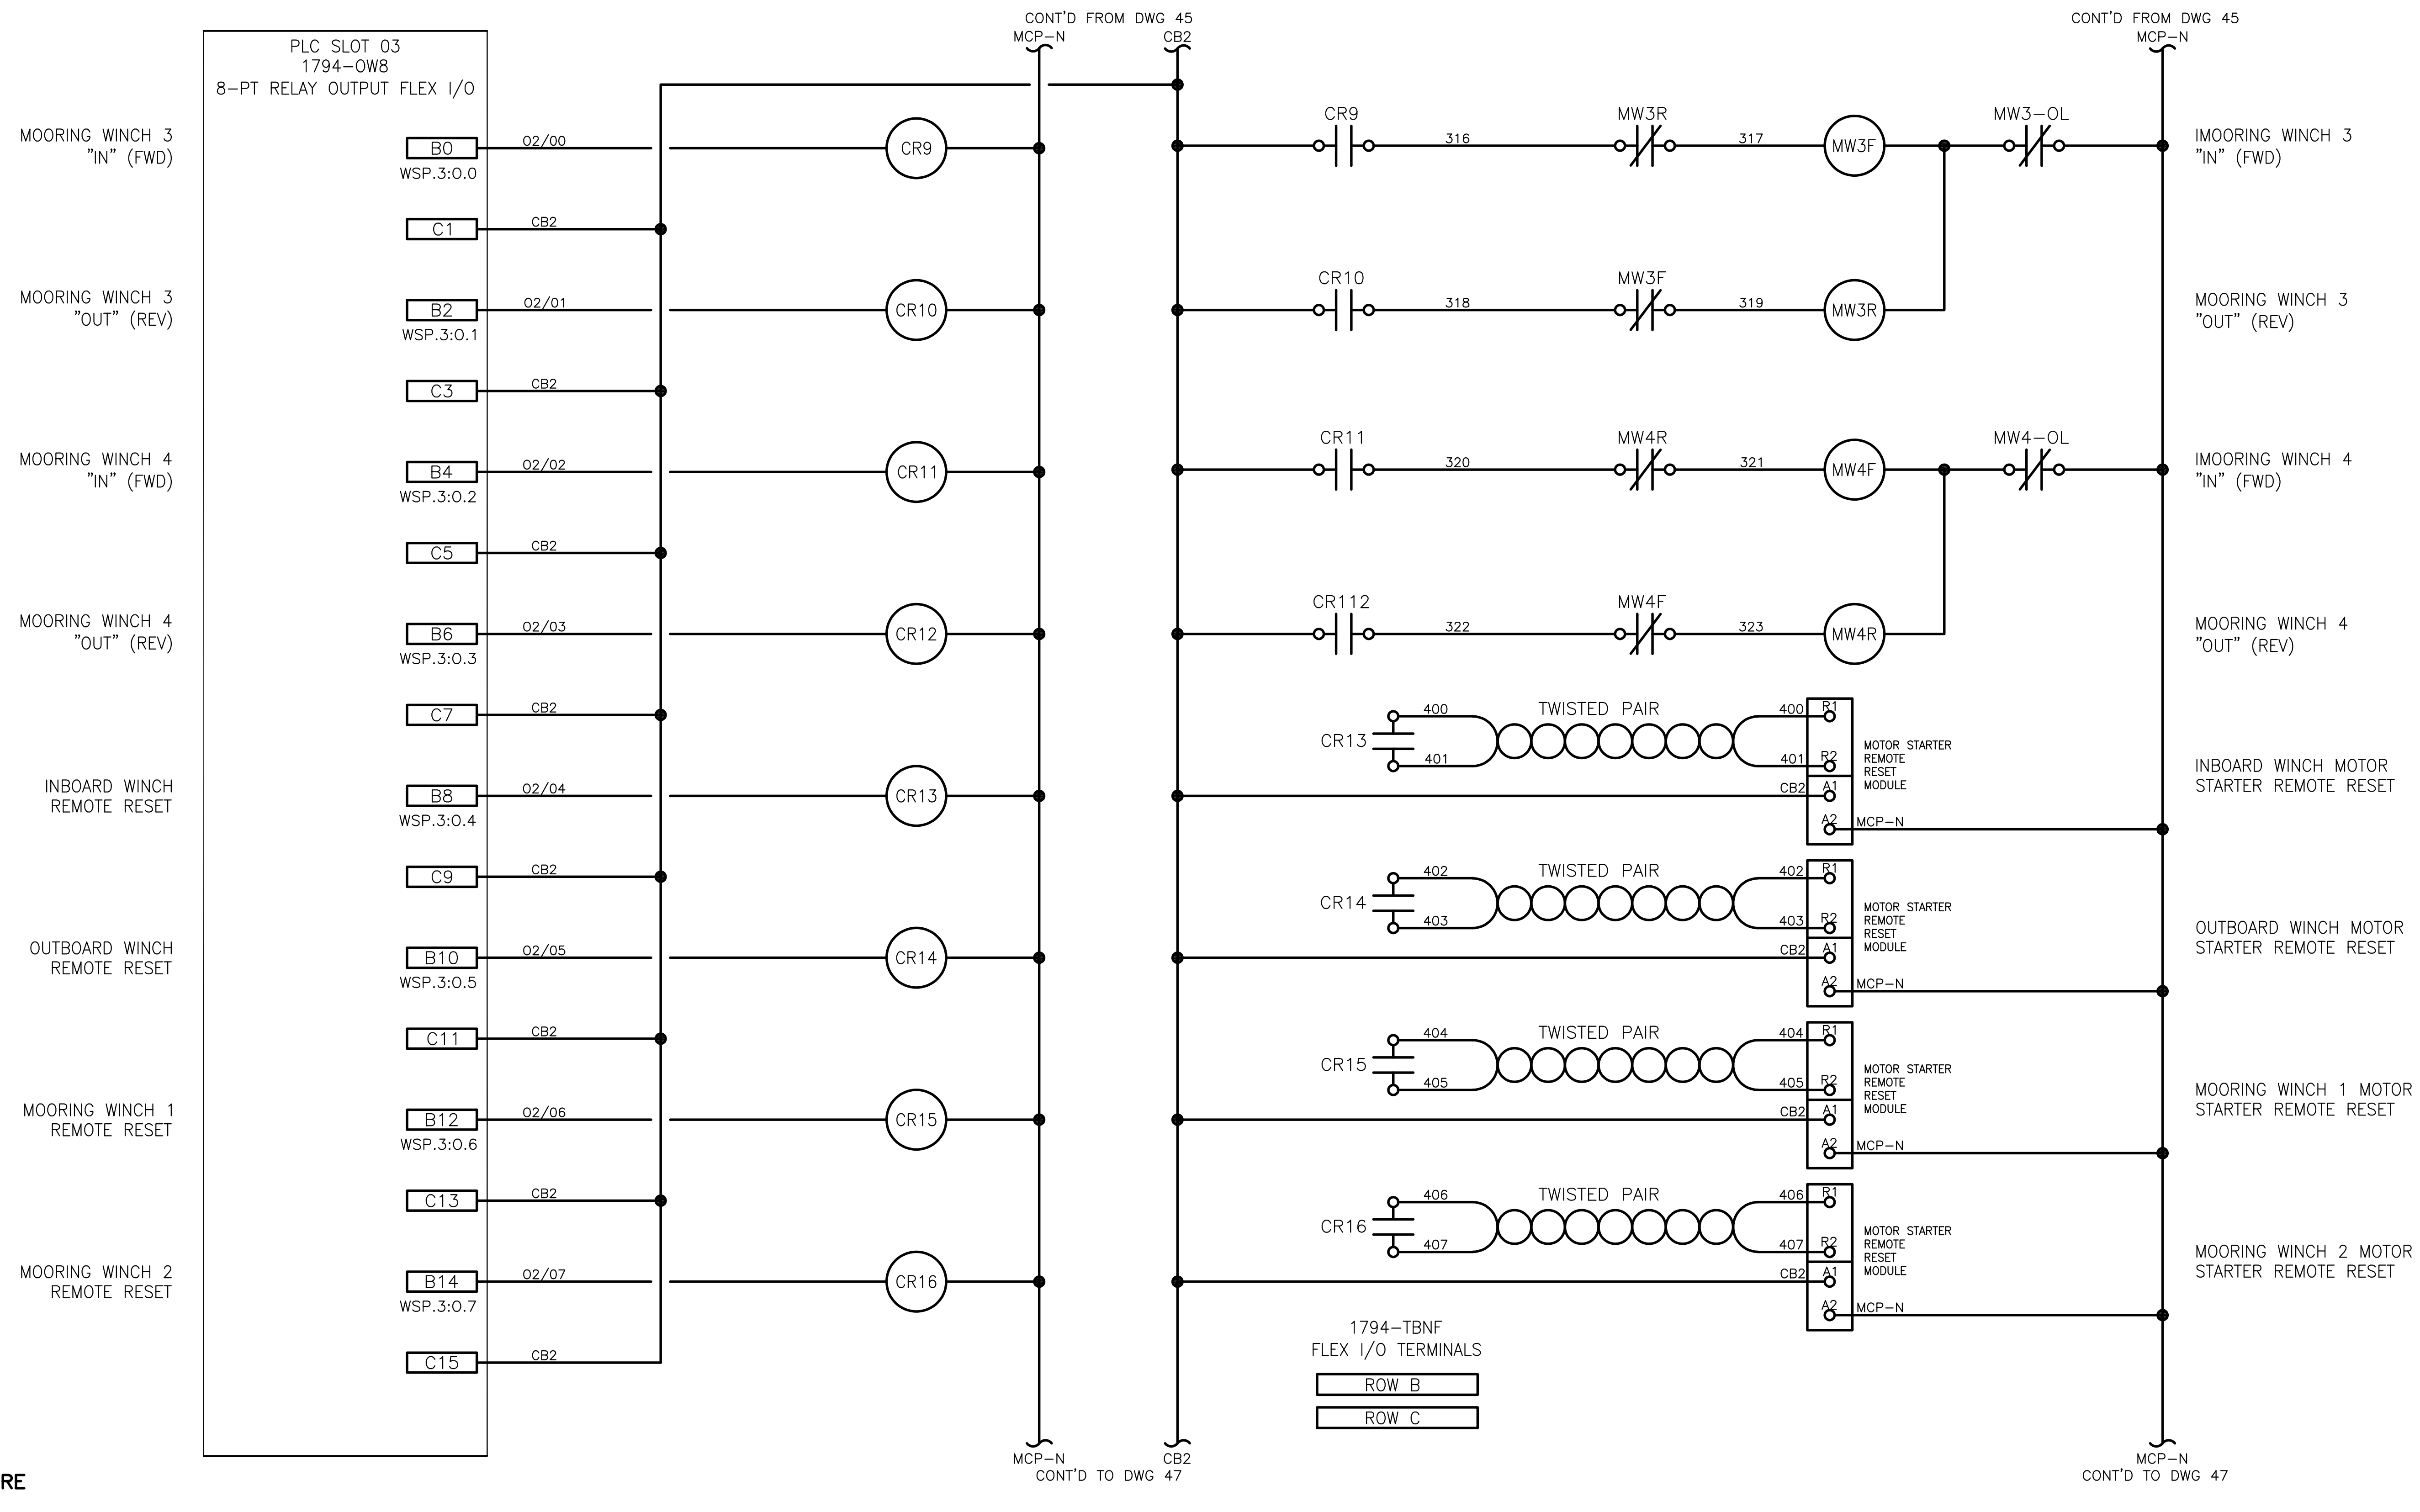 CONT'D FROM DWG 45
MCP-N
CB2
CONT'D FROM DWG 45
MCP-N
PLC SLOT 03
1794-OW8
8-PT RELAY OUTPUT FLEX I/O
MOORING WINCH 3
"IN" (FWD)
B0
WSP.3:O.0
O2/00
CR9
C1
CB2
MOORING WINCH 3
"OUT" (REV)
B2
WSP.3:O.1
O2/01
CR10
C3
CB2
MOORING WINCH 4
"IN" (FWD)
B4
WSP.3:O.2
O2/02
CR11
C5
CB2
MOORING WINCH 4
"OUT" (REV)
B6
WSP.3:O.3
O2/03
CR12
C7
CB2
INBOARD WINCH
REMOTE RESET
B8
WSP.3:O.4
O2/04
CR13
C9
CB2
OUTBOARD WINCH
REMOTE RESET
B10
WSP.3:O.5
O2/05
CR14
C11
CB2
MOORING WINCH 1
REMOTE RESET
B12
WSP.3:O.6
O2/06
CR15
C13
CB2
MOORING WINCH 2
REMOTE RESET
B14
WSP.3:O.7
O2/07
CR16
C15
CB2
CR9
316
MW3R
317
MW3F
MW3-OL
IMOORING WINCH 3
"IN" (FWD)
CR10
318
MW3F
319
MW3R
MOORING WINCH 3
"OUT" (REV)
CR11
320
MW4R
321
MW4F
MW4-OL
IMOORING WINCH 4
"IN" (FWD)
CR112
322
MW4F
323
MW4R
MOORING WINCH 4
"OUT" (REV)
CR13
400
401
TWISTED PAIR
400
401
CB2
R1
R2
A1
A2
MCP-N
MOTOR STARTER
REMOTE
RESET
MODULE
INBOARD WINCH MOTOR
STARTER REMOTE RESET
CR14
402
403
TWISTED PAIR
402
403
CB2
R1
R2
A1
A2
MCP-N
MOTOR STARTER
REMOTE
RESET
MODULE
OUTBOARD WINCH MOTOR
STARTER REMOTE RESET
CR15
404
405
TWISTED PAIR
404
405
CB2
R1
R2
A1
A2
MCP-N
MOTOR STARTER
REMOTE
RESET
MODULE
MOORING WINCH 1 MOTOR
STARTER REMOTE RESET
CR16
406
407
TWISTED PAIR
406
407
CB2
R1
R2
A1
A2
MCP-N
MOTOR STARTER
REMOTE
RESET
MODULE
MOORING WINCH 2 MOTOR
STARTER REMOTE RESET
1794-TBNF
FLEX I/O TERMINALS
ROW B
ROW C
MCP-N
CB2
CONT'D TO DWG 47
MCP-N
CONT'D TO DWG 47
RE